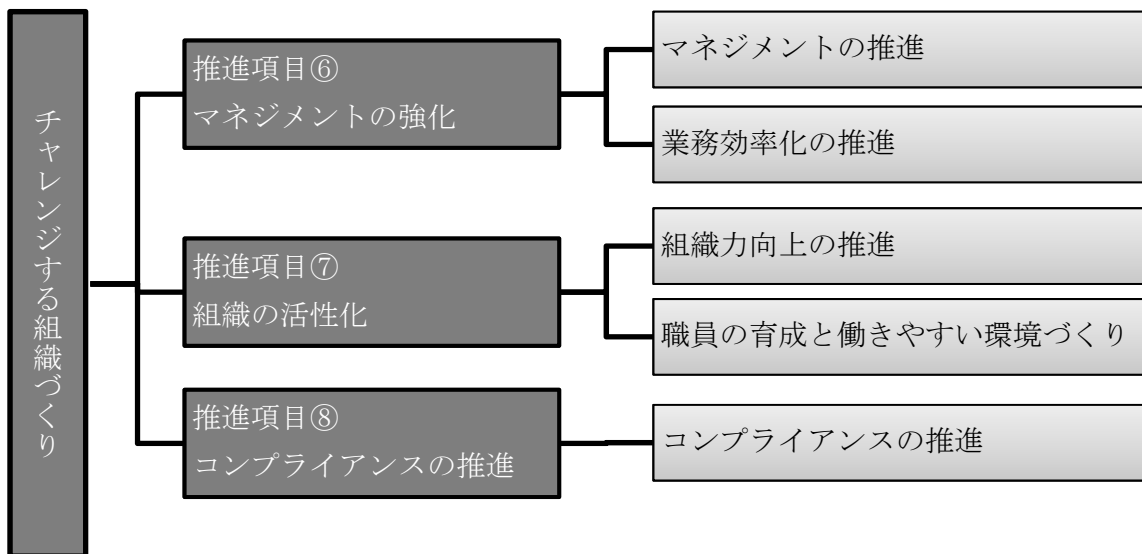 チャレンジする組織づくり
推進項目⑥
マネジメントの強化
マネジメントの推進
業務効率化の推進
推進項目⑦
組織の活性化
組織力向上の推進
職員の育成と働きやすい環境づくり
推進項目⑧
コンプライアンスの推進
コンプライアンスの推進